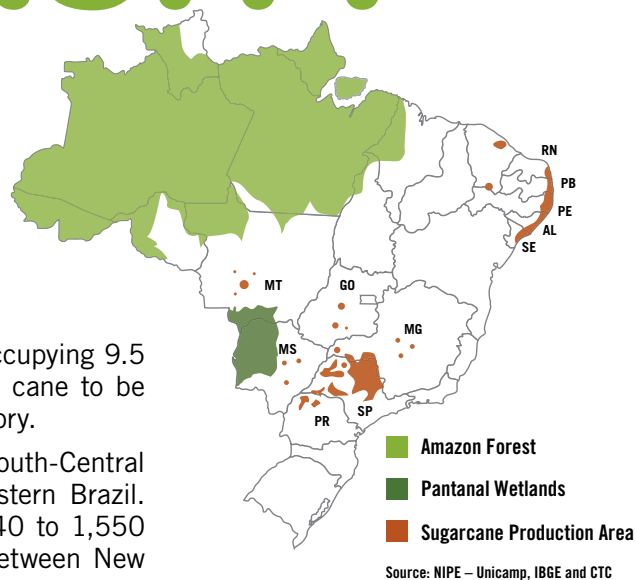 RN
PB
PE
AL
SE
MT
GO
MG
MS
SP
PR
occupying 9.5
cane to be
ory.
outh-Central
stern Brazil.
40 to 1,550
etween New
Amazon Forest
Pantanal Wetlands
Sugarcane Production Area
Source: NIPE – Unicamp, IBGE and CTC